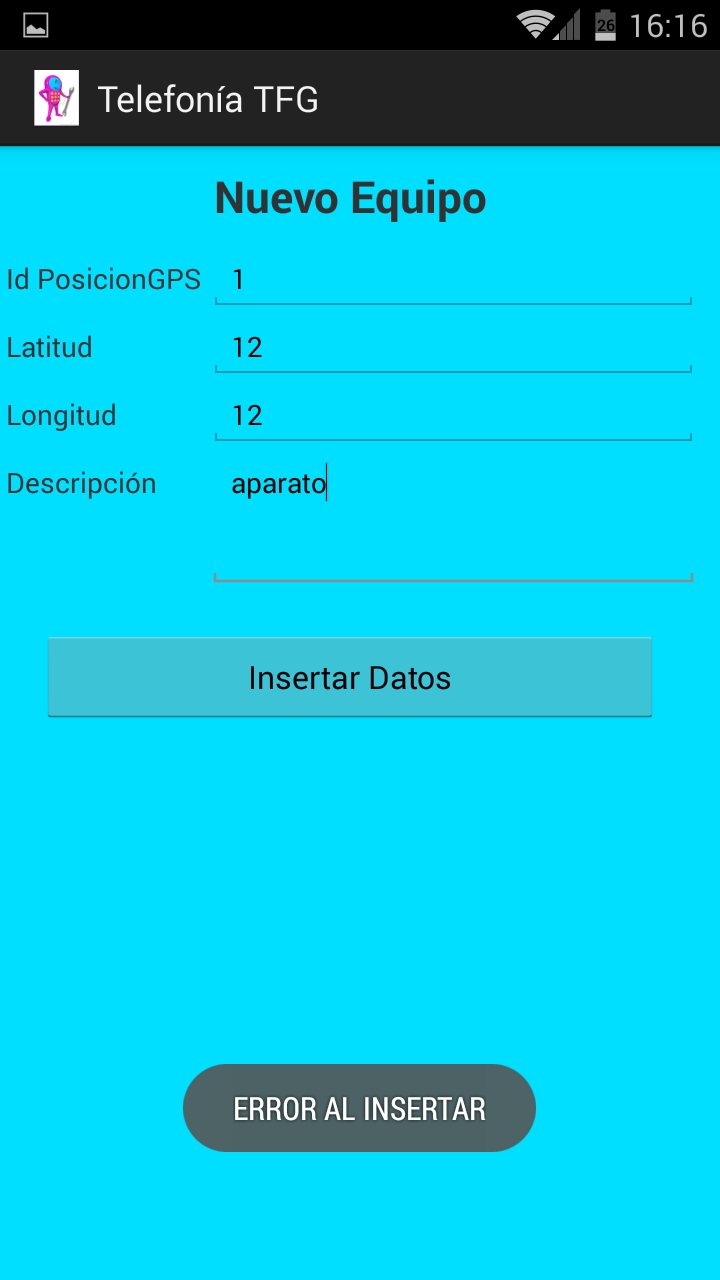 26 16:16
Telefonía TFG
Nuevo Equipo
Id PosicionGPS 1
Latitud 12
Longitud 12
Descripción aparato
Insertar Datos
ERROR AL INSERTAR